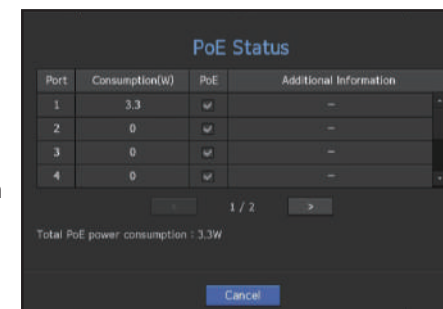 PoE Status
Port Consumption(W) PoE Additional Information
1 3.3 –
2 0 –
3 0 –
4 0 –
< 1 / 2 >
Total PoE power consumption : 3.3W
Cancel